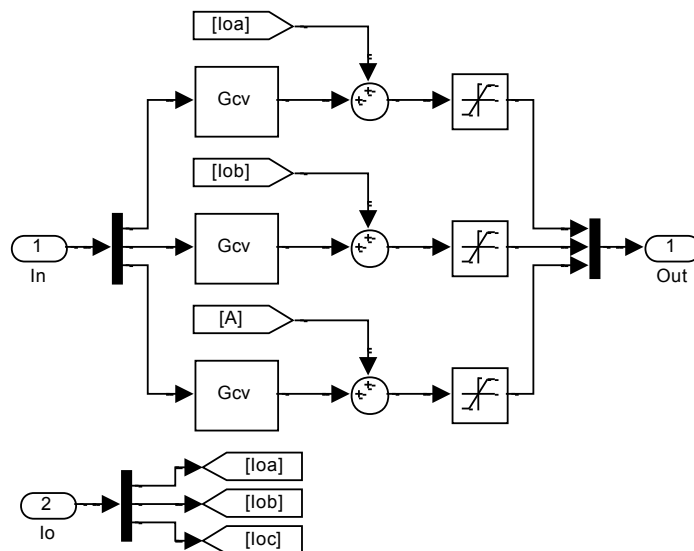 [Ioa]
Gcv
[Iob]
1
In
Gcv
1
Out
[A]
Gcv
[Ioa]
2
Io
[Iob]
[Ioc]